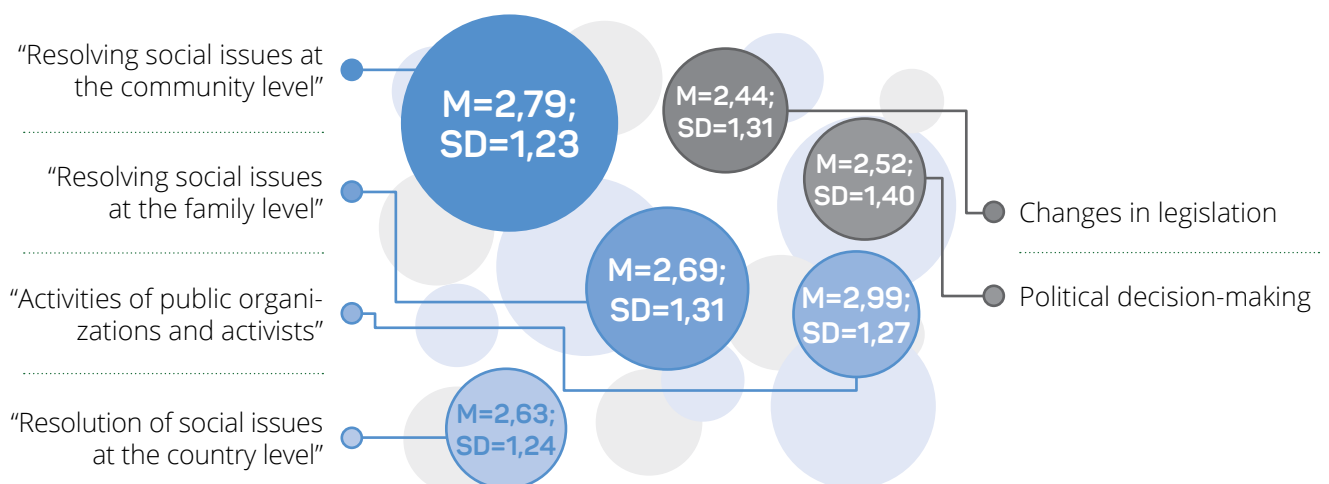 “Resolving social issues at
the community level”
“Resolving social issues
at the family level”
“Activities of public organi-
zations and activists”
“Resolution of social issues
at the country level”
M=2,79;
SD=1,23
M=2,69;
SD=1,31
M=2,99;
SD=1,27
M=2,63;
SD=1,24
M=2,44;
SD=1,31
M=2,52;
SD=1,40
Changes in legislation
Political decision-making